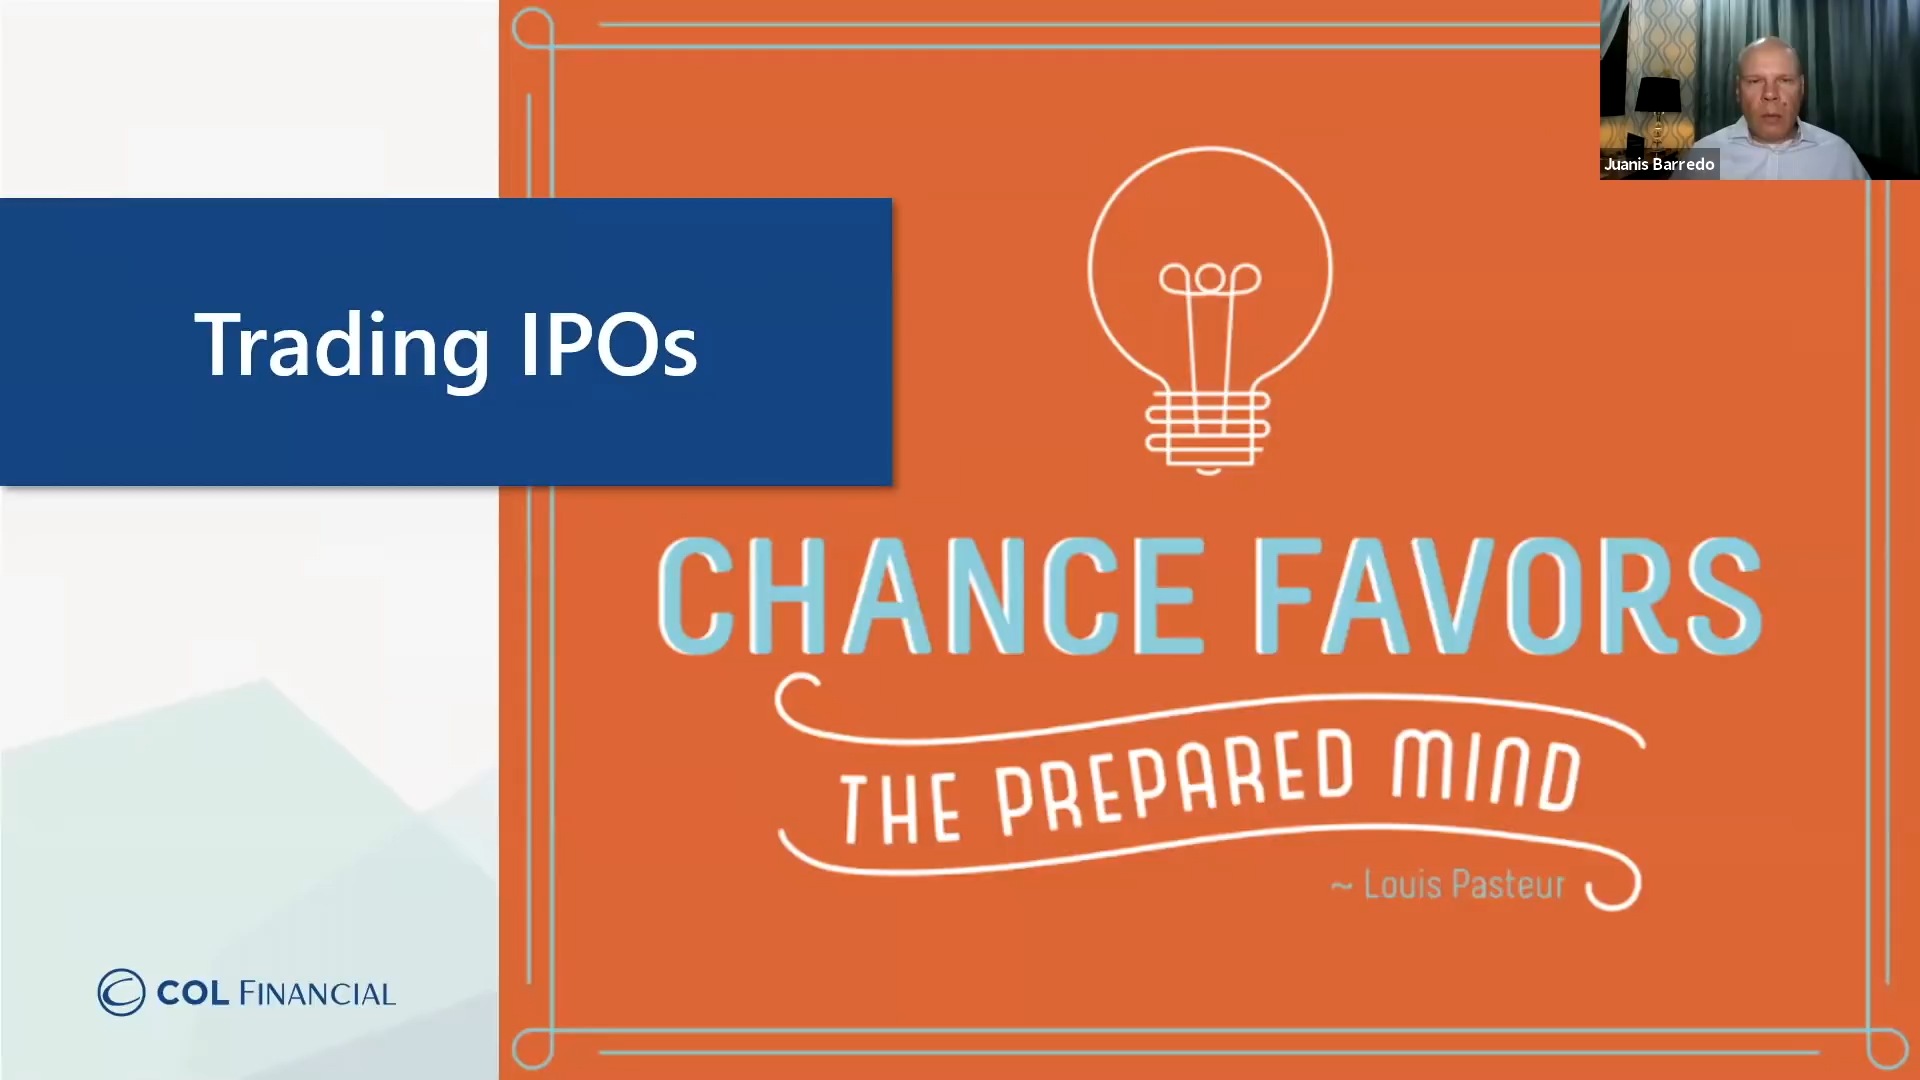 Juanis Barredo
Trading IPOs
CHANCE FAVORS
THE PREPARED MIND
~ Louis Pasteur
COL FINANCIAL